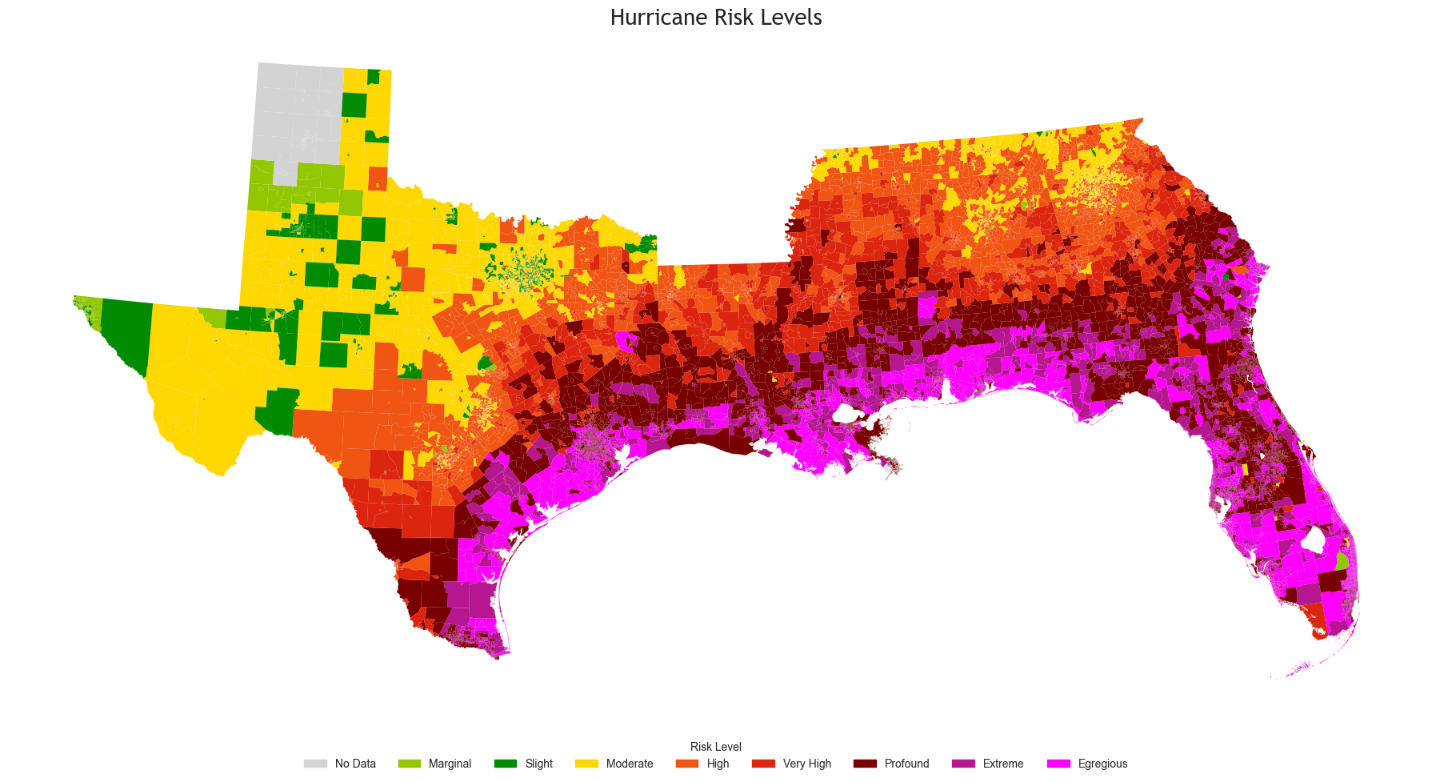 Hurricane Risk Levels
Risk Level
No Data Marginal Slight Moderate High Very High Profound Extreme Egregious